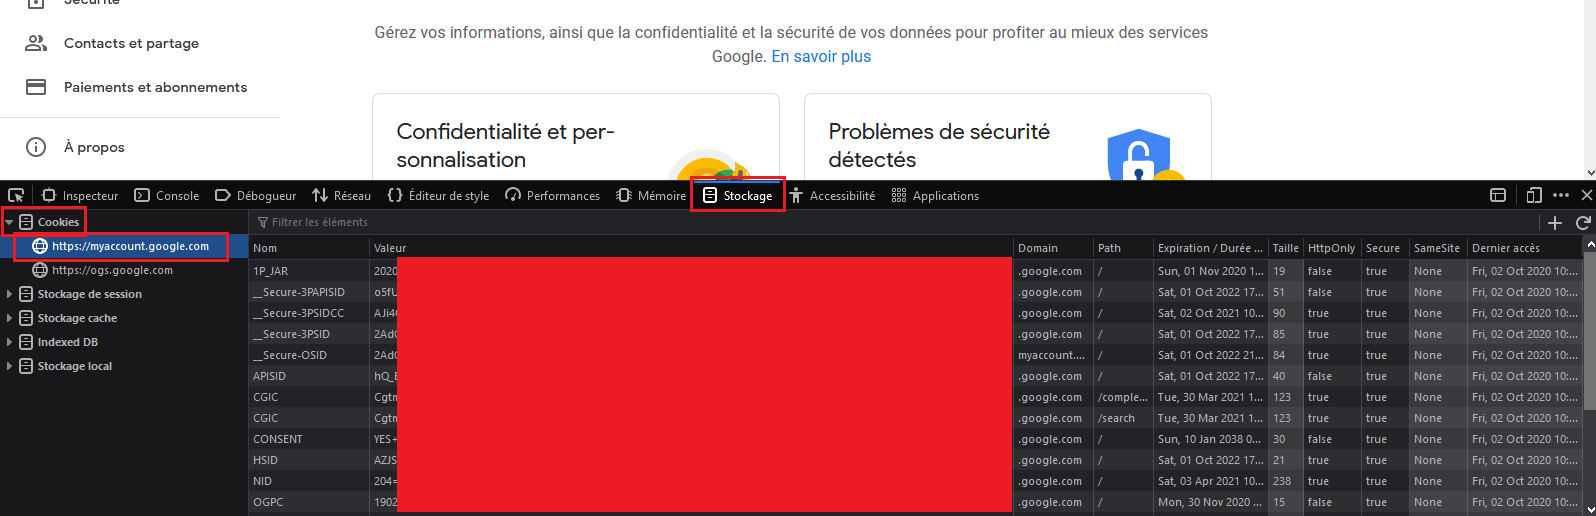 Sécurité
Contacts et partage
Paiements et abonnements
À propos
Gérez vos informations, ainsi que la confidentialité et la sécurité de vos données pour profiter au mieux des services
Google. En savoir plus
Confidentialité et per-
sonnalisation
Problèmes de sécurité
détectés
Inspecteur Console Débogueur Réseau Éditeur de style Performances Mémoire Stockage Accessibilité Applications
Cookies
https://myaccount.google.com
https://ogs.google.com
Stockage de session
Stockage cache
Indexed DB
Stockage local
Filtrer les éléments
Nom Valeur Domain Path Expiration / Durée ... Taille HttpOnly Secure SameSite Dernier accès
1P_JAR 2020 .google.com / Sun, 01 Nov 2020 1... 19 false true None Fri, 02 Oct 2020 10:...
__Secure-3PAPISID o5fU .google.com / Sat, 01 Oct 2022 17... 51 false true None Fri, 02 Oct 2020 10:...
__Secure-3PSIDCC AJi4 .google.com / Sat, 02 Oct 2021 10... 90 true true None Fri, 02 Oct 2020 10:...
__Secure-3PSID 2Ad .google.com / Sat, 01 Oct 2022 17... 85 true true None Fri, 02 Oct 2020 10:...
__Secure-OSID 2Ad myaccount.... / Sat, 01 Oct 2022 21... 84 true true None Fri, 02 Oct 2020 10:...
APISID hQ_ .google.com / Sat, 01 Oct 2022 17... 40 false true None Fri, 02 Oct 2020 10:...
CGIC Cgtm .google.com /comple... Tue, 30 Mar 2021 1... 123 true true None Fri, 02 Oct 2020 10:...
CGIC Cgtm .google.com /search Tue, 30 Mar 2021 1... 123 true true None Fri, 02 Oct 2020 10:...
CONSENT YES+ .google.com / Sun, 10 Jan 2038 0... 30 false true None Fri, 02 Oct 2020 10:...
HSID AZJS .google.com / Sat, 01 Oct 2022 17... 21 true true None Fri, 02 Oct 2020 10:...
NID 204= .google.com / Sat, 03 Apr 2021 10... 238 true true None Fri, 02 Oct 2020 10:...
OGPC 1902 .google.com / Mon, 30 Nov 2020 ... 15 false true None Fri, 02 Oct 2020 10:...